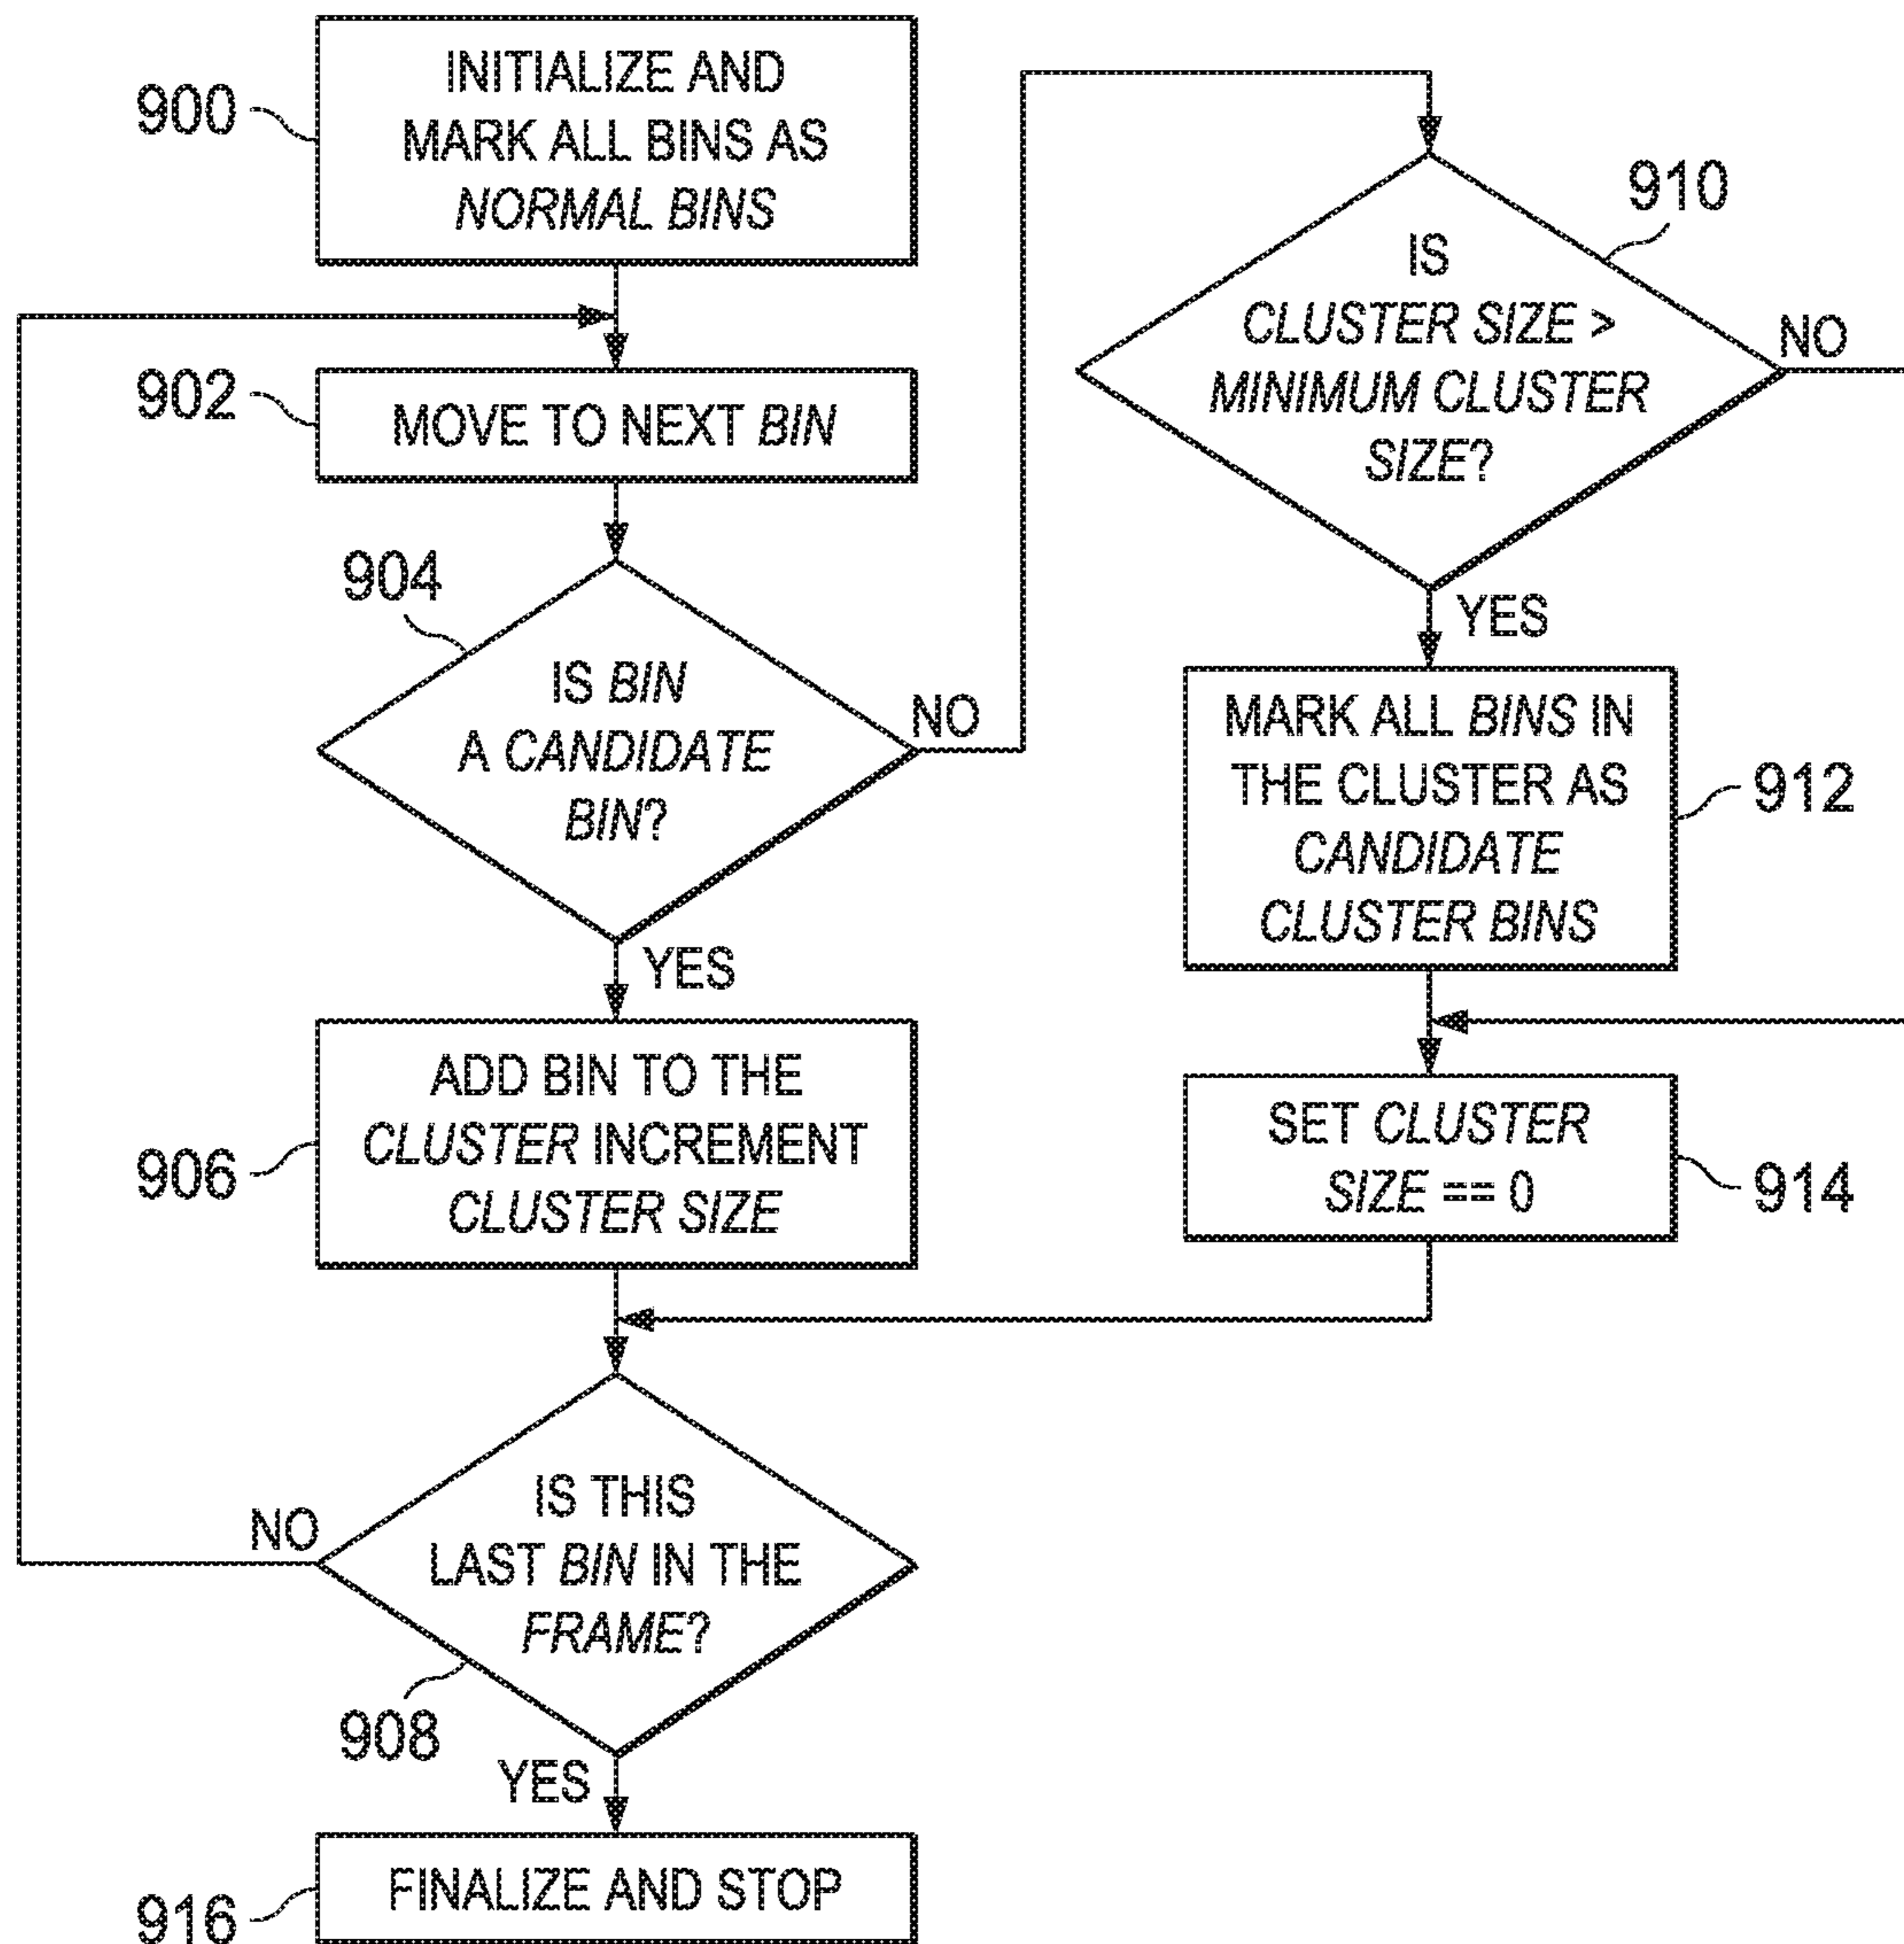 900
INITIALIZE AND
MARK ALL BINS AS
NORMAL BINS
902
MOVE TO NEXT BIN
904
IS BIN
A CANDIDATE
BIN?
NO
YES
906
ADD BIN TO THE
CLUSTER INCREMENT
CLUSTER SIZE
IS THIS
LAST BIN IN THE
FRAME?
NO
908
YES
916
FINALIZE AND STOP
910
IS
CLUSTER SIZE >
MINIMUM CLUSTER
SIZE?
NO
YES
MARK ALL BINS IN
THE CLUSTER AS
CANDIDATE
CLUSTER BINS
912
SET CLUSTER
SIZE == 0
914